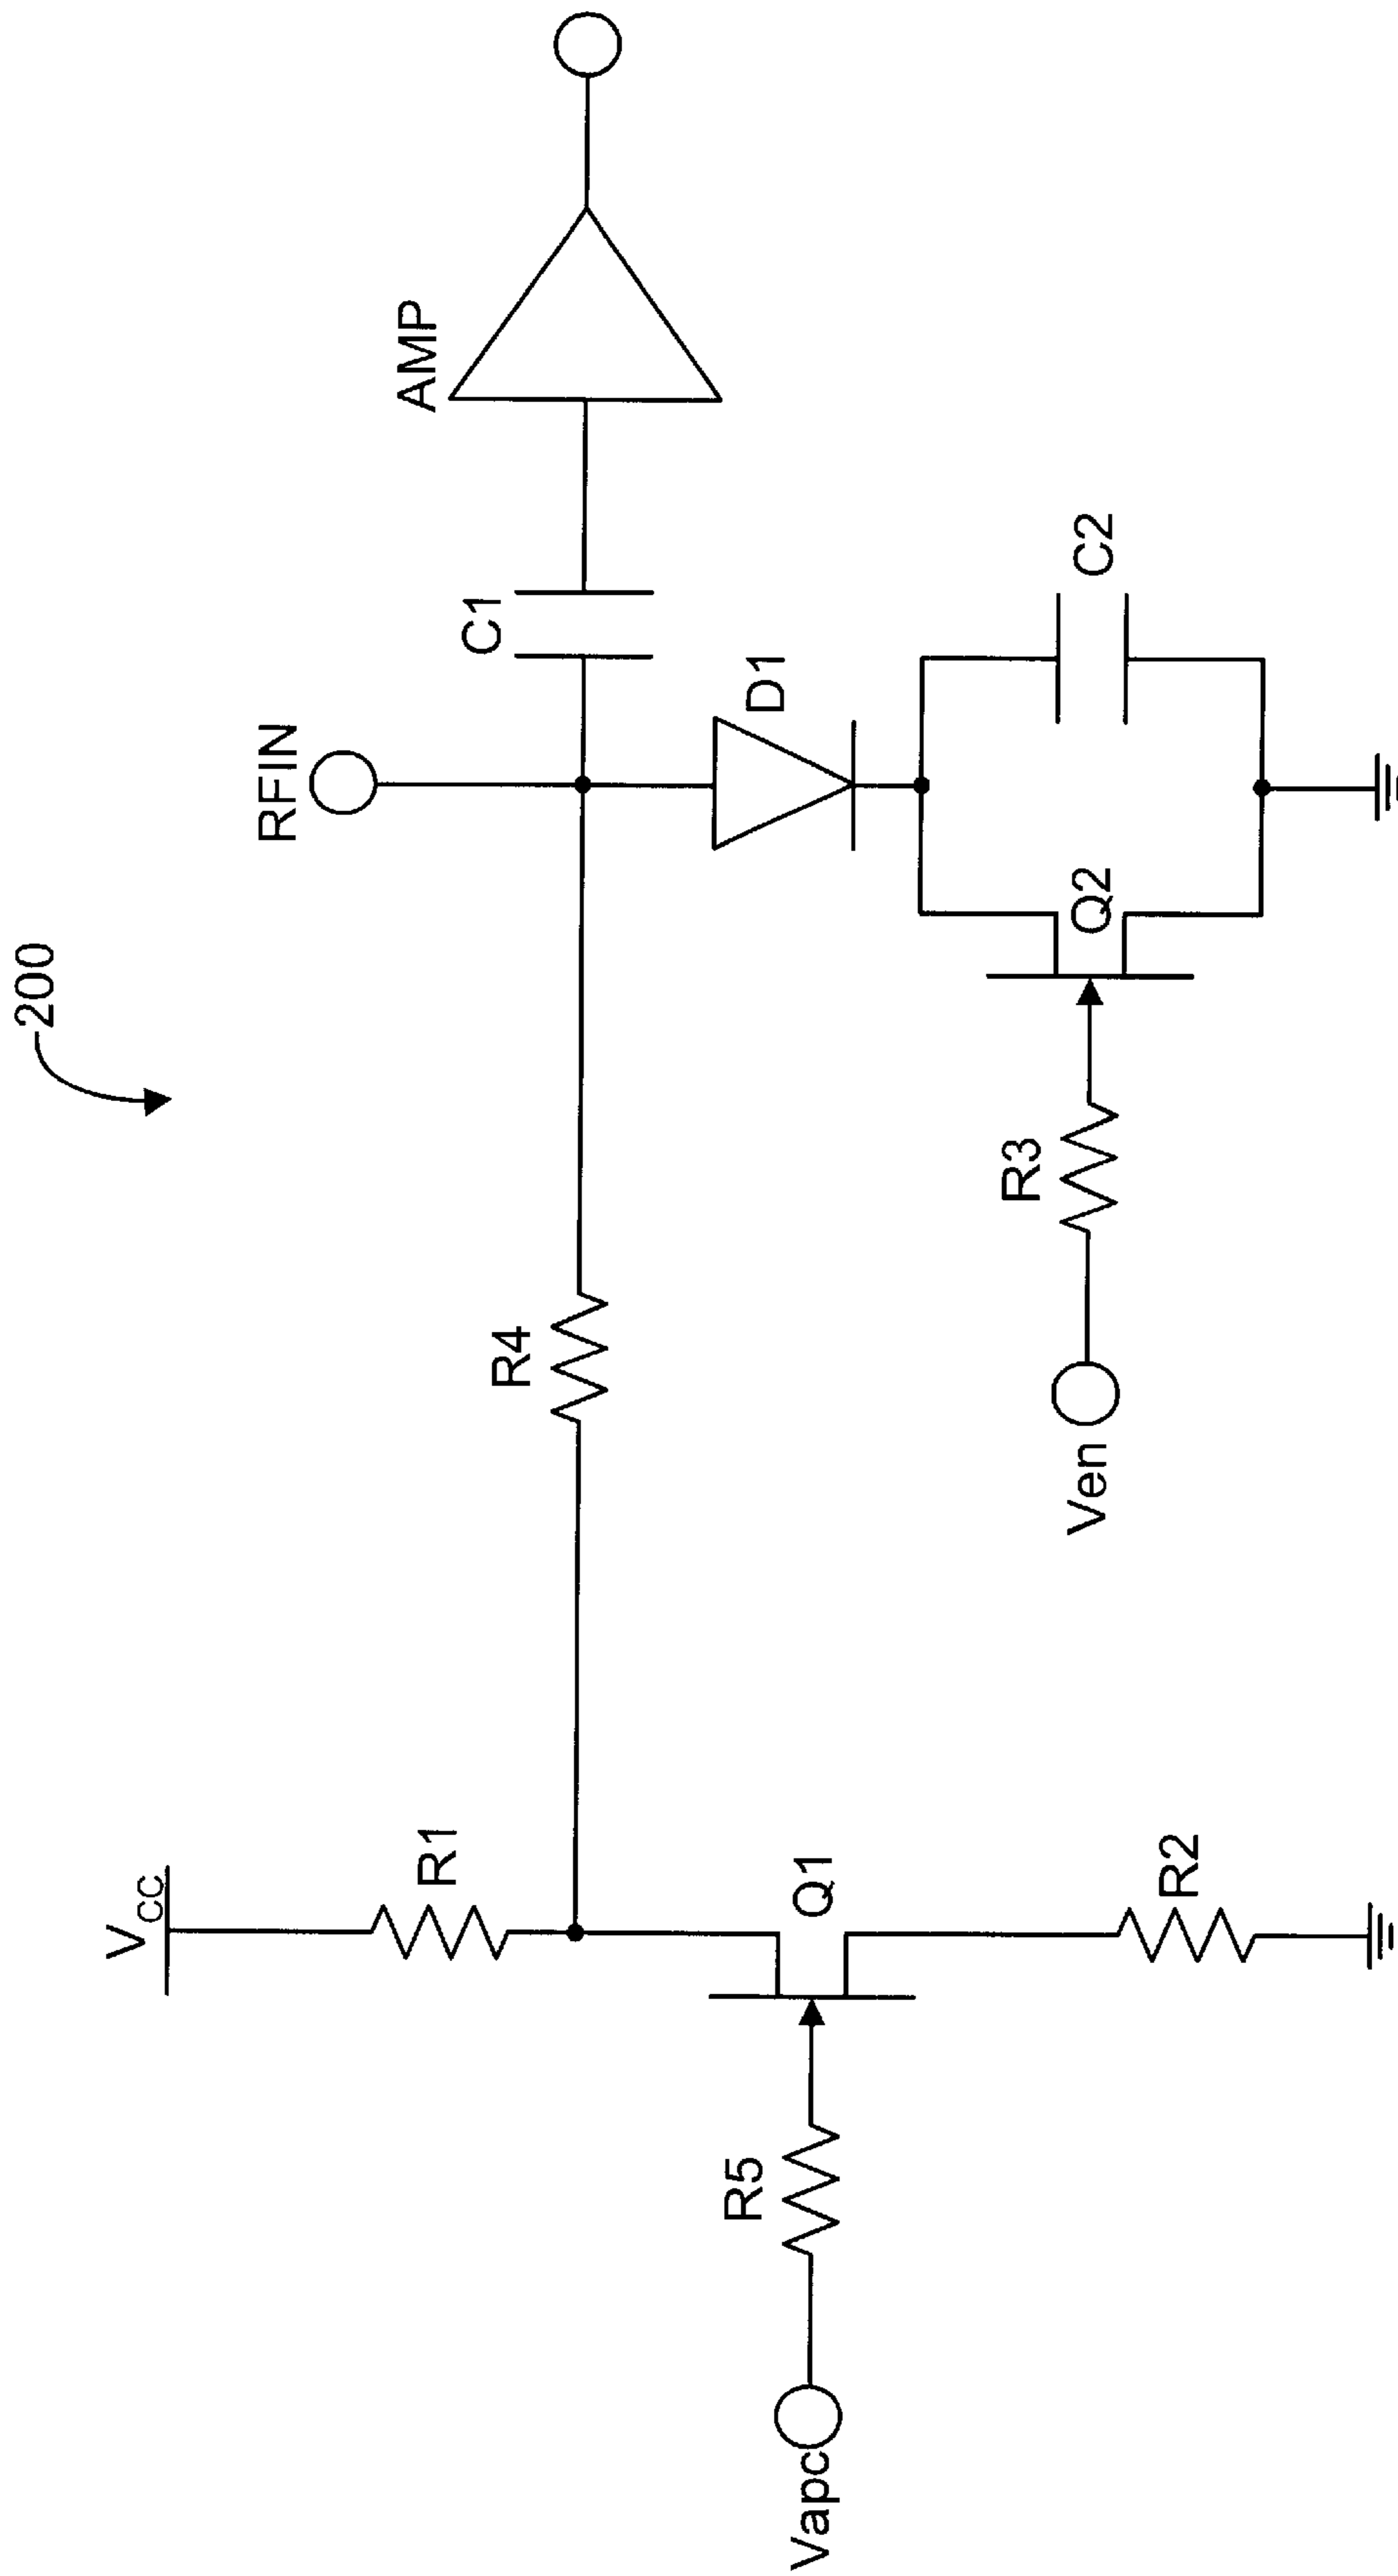 200
RFIN
AMP
C1
D1
C2
Q2
R3
Ven
R4
VCC
R1
Q1
R2
R5
Vapc